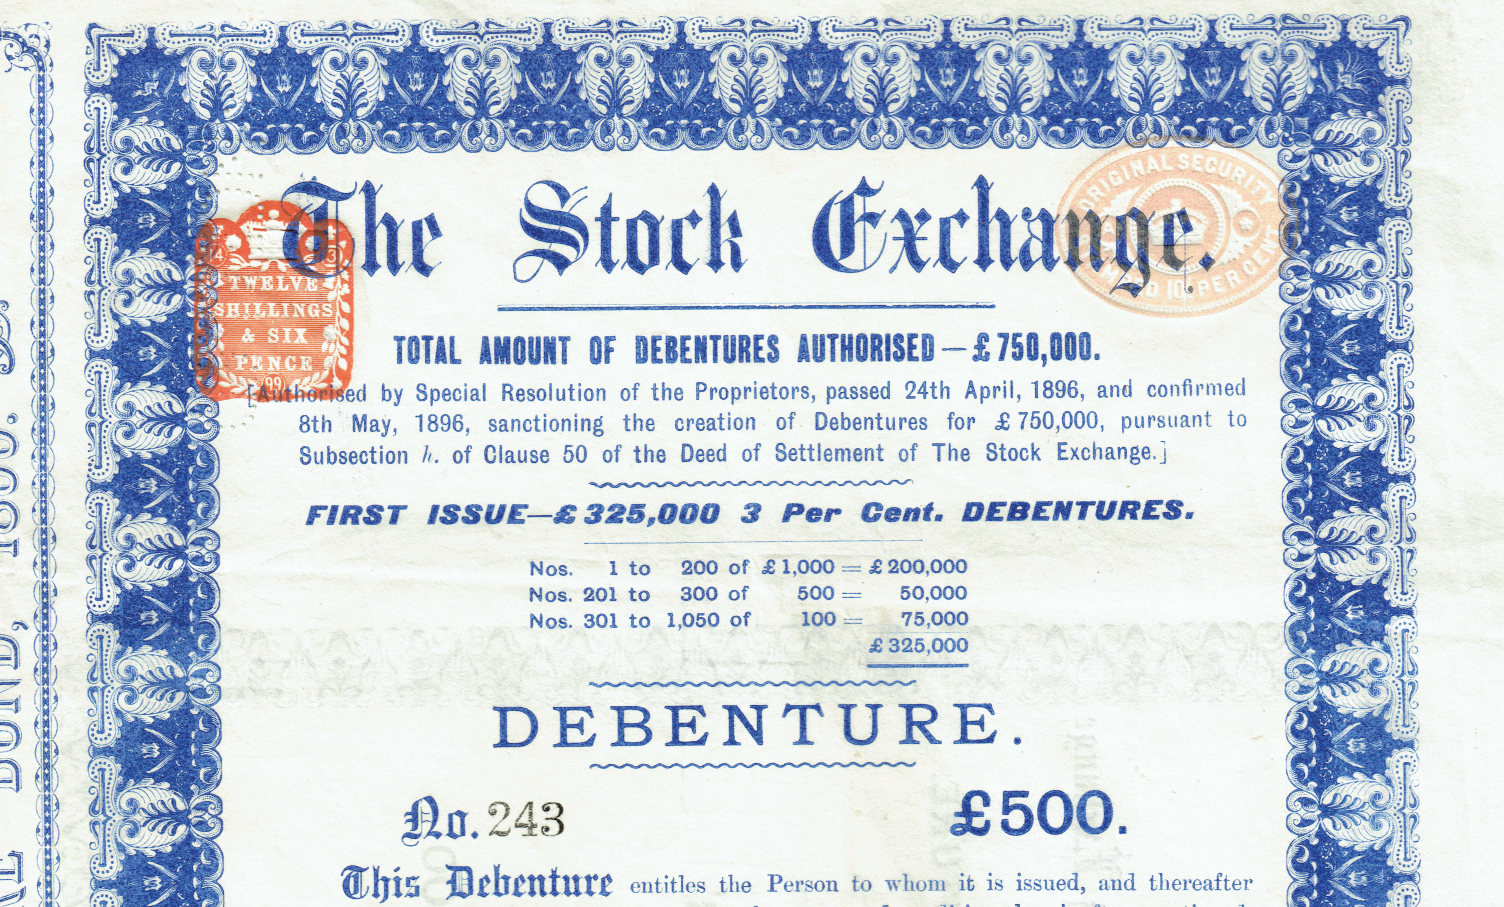 The Stock Exchange.
TWELVE
SHILLINGS
& SIX
PENCE
99
ORIGINAL SECURITY
PER CENT
TOTAL AMOUNT OF DEBENTURES AUTHORISED—£750,000.
[Authorised by Special Resolution of the Proprietors, passed 24th April, 1896, and confirmed
8th May, 1896, sanctioning the creation of Debentures for £750,000, pursuant to
Subsection h. of Clause 50 of the Deed of Settlement of The Stock Exchange.]
FIRST ISSUE—£325,000 3 Per Cent. DEBENTURES.
Nos. 1 to 200 of £1,000 = £200,000
Nos. 201 to 300 of 500 = 50,000
Nos. 301 to 1,050 of 100 = 75,000
£325,000
DEBENTURE.
No. 243 £500.
This Debenture entitles the Person to whom it is issued, and thereafter